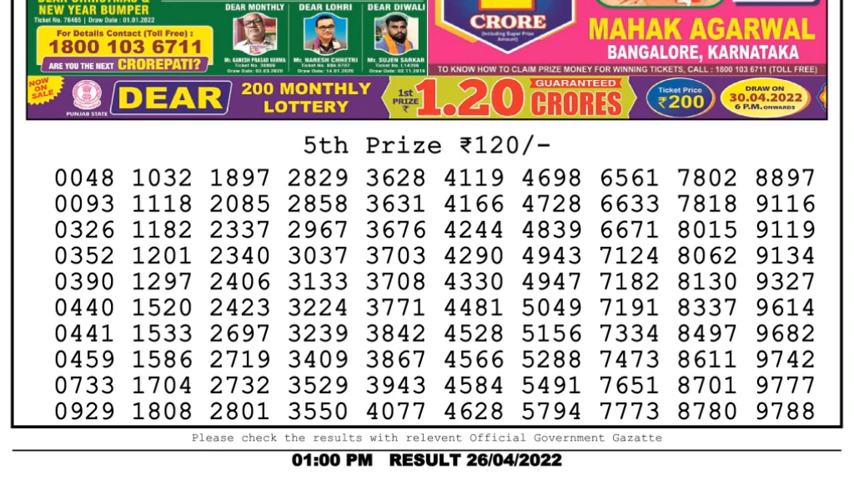 NEW YEAR BUMPER
Ticket No. 76465 | Draw Date : 01.01.2022
For Details Contact (Toll Free) :
1800 103 6711
ARE YOU THE NEXT CROREPATI?
DEAR MONTHLY
DEAR LOHRI
DEAR DIWALI
Mr. GANESH PRASAD VARMA
Mr. NARESH CHHETRI
Mr. SUJEN SARKAR
CRORE
(Including Super Prize Amount)
MAHAK AGARWAL
BANGALORE, KARNATAKA
TO KNOW HOW TO CLAIM PRIZE MONEY FOR WINNING TICKETS, CALL : 1800 103 6711 (TOLL FREE)
NOW ON SALE
PUNJAB STATE
DEAR
200 MONTHLY
LOTTERY
1st PRIZE ₹
1.20
GUARANTEED
CRORES
Ticket Price
₹200
DRAW ON
30.04.2022
6 P.M. ONWARDS
5th Prize ₹120/-
0048 1032 1897 2829 3628 4119 4698 6561 7802 8897
0093 1118 2085 2858 3631 4166 4728 6633 7818 9116
0326 1182 2337 2967 3676 4244 4839 6671 8015 9119
0352 1201 2340 3037 3703 4290 4943 7124 8062 9134
0390 1297 2406 3133 3708 4330 4947 7182 8130 9327
0440 1520 2423 3224 3771 4481 5049 7191 8337 9614
0441 1533 2697 3239 3842 4528 5156 7334 8497 9682
0459 1586 2719 3409 3867 4566 5288 7473 8611 9742
0733 1704 2732 3529 3943 4584 5491 7651 8701 9777
0929 1808 2801 3550 4077 4628 5794 7773 8780 9788
Please check the results with relevent Official Government Gazatte
01:00 PM RESULT 26/04/2022